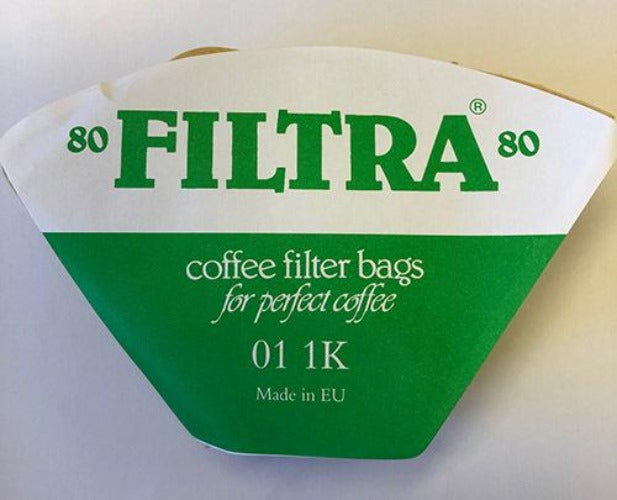 80 FILTRA® 80
coffee filter bags
for perfect coffee
01 1K
Made in EU